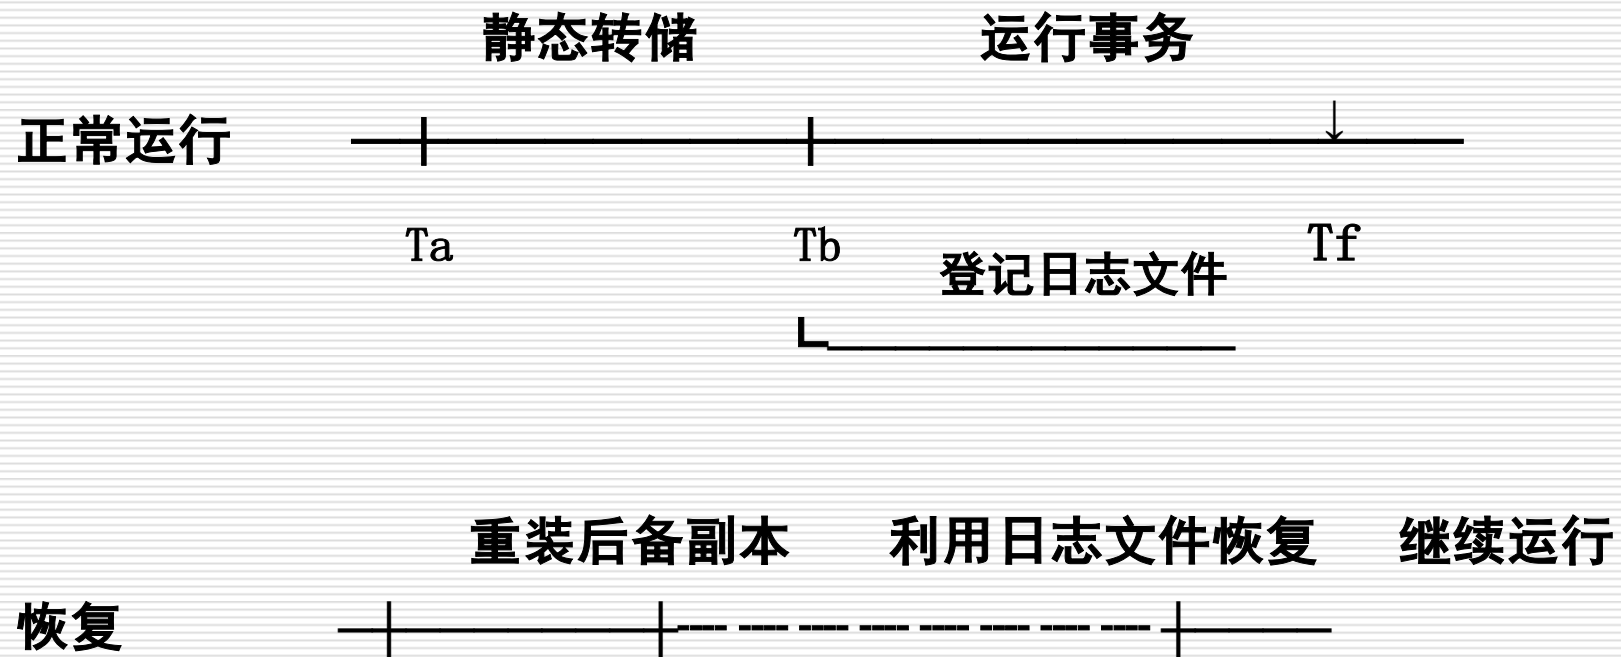 静态转储 运行事务
正常运行
↓
Ta Tb Tf
登记日志文件
重装后备副本 利用日志文件恢复 继续运行
恢复